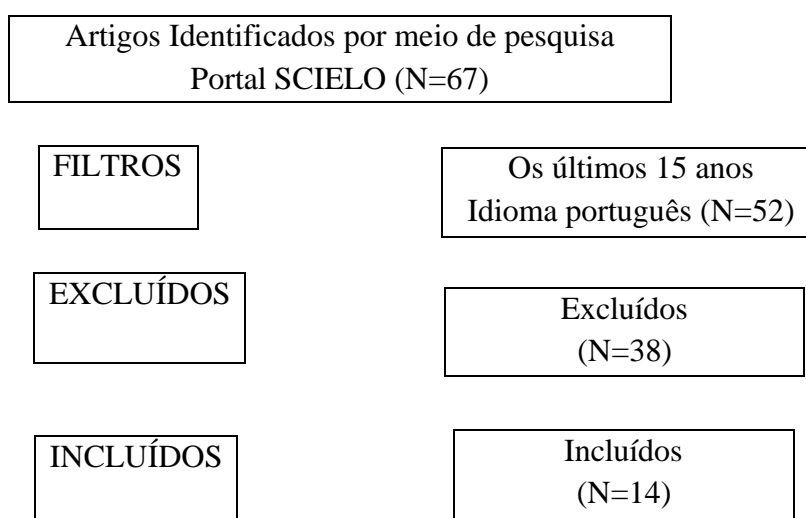 Artigos Identificados por meio de pesquisa
Portal SCIELO (N=67)
FILTROS
Os últimos 15 anos
Idioma português (N=52)
EXCLUÍDOS
Excluídos
(N=38)
INCLUÍDOS
Incluídos
(N=14)